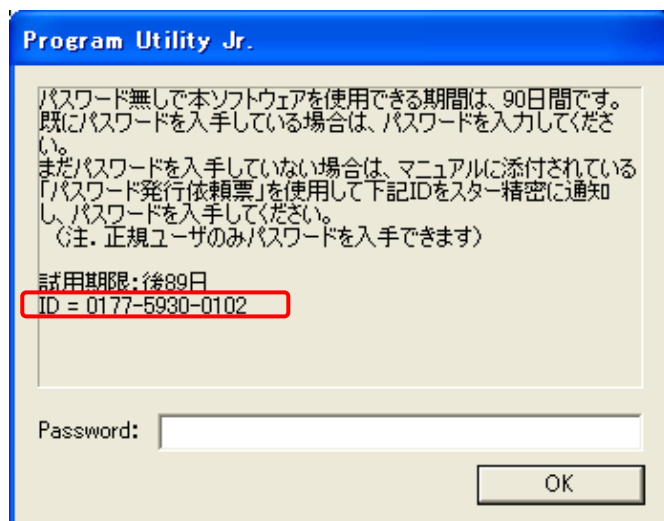 Program Utility Jr.
パスワード無しで本ソフトウェアを使用できる期間は、90日間です。
既にパスワードを入手している場合は、パスワードを入力してくださ
い。
まだパスワードを入手していない場合は、マニュアルに添付されている
「パスワード発行依頼票」を使用して下記IDをスター精密に通知
し、パスワードを入手してください。
（注．正規ユーザのみパスワードを入手できます）
試用期限：後89日
ID = 0177-5930-0102
Password:
OK